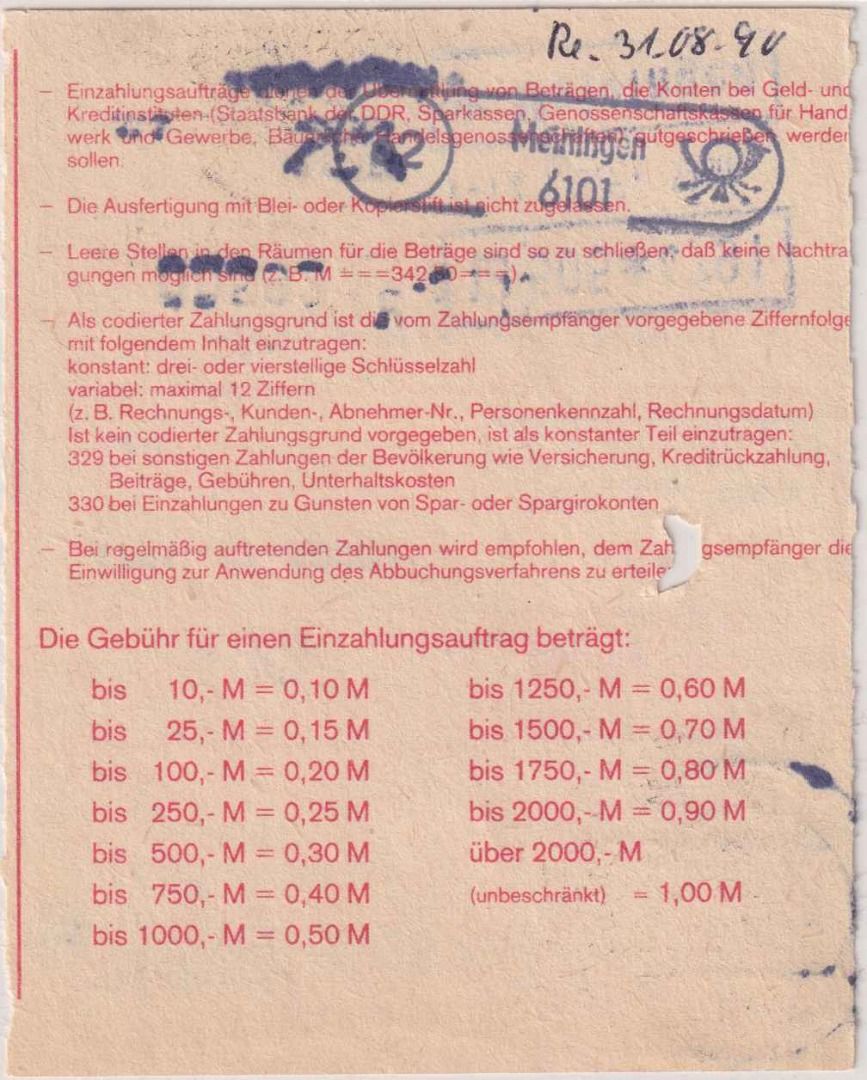 Re. 31.08.90
– Einzahlungsaufträge dienen der Übermittlung von Beträgen, die Konten bei Geld- und
Kreditinstituten (Staatsbank der DDR, Sparkassen, Genossenschaftskassen für Hand
werk und Gewerbe, Bäuerliche Handelsgenossenschaften) gutgeschrieben werden
sollen.
Meiningen
6101
– Die Ausfertigung mit Blei- oder Kopierstift ist nicht zugelassen.
– Leere Stellen in den Räumen für die Beträge sind so zu schließen, daß keine Nachtra
gungen möglich sind (z. B. M = = =342,50 = = =).
– Als codierter Zahlungsgrund ist die vom Zahlungsempfänger vorgegebene Ziffernfolge
mit folgendem Inhalt einzutragen:
konstant: drei- oder vierstellige Schlüsselzahl
variabel: maximal 12 Ziffern
(z. B. Rechnungs-, Kunden-, Abnehmer-Nr., Personenkennzahl, Rechnungsdatum)
Ist kein codierter Zahlungsgrund vorgegeben, ist als konstanter Teil einzutragen:
329 bei sonstigen Zahlungen der Bevölkerung wie Versicherung, Kreditrückzahlung,
Beiträge, Gebühren, Unterhaltskosten
330 bei Einzahlungen zu Gunsten von Spar- oder Spargirokonten
– Bei regelmäßig auftretenden Zahlungen wird empfohlen, dem Zah gsempfänger die
Einwilligung zur Anwendung des Abbuchungsverfahrens zu erteile
Die Gebühr für einen Einzahlungsauftrag beträgt:
bis 10,- M = 0,10 M bis 1250,- M = 0,60 M
bis 25,- M = 0,15 M bis 1500,- M = 0,70 M
bis 100,- M = 0,20 M bis 1750,- M = 0,80 M
bis 250,- M = 0,25 M bis 2000,- M = 0,90 M
bis 500,- M = 0,30 M über 2000,- M
bis 750,- M = 0,40 M (unbeschränkt) = 1,00 M
bis 1000,- M = 0,50 M